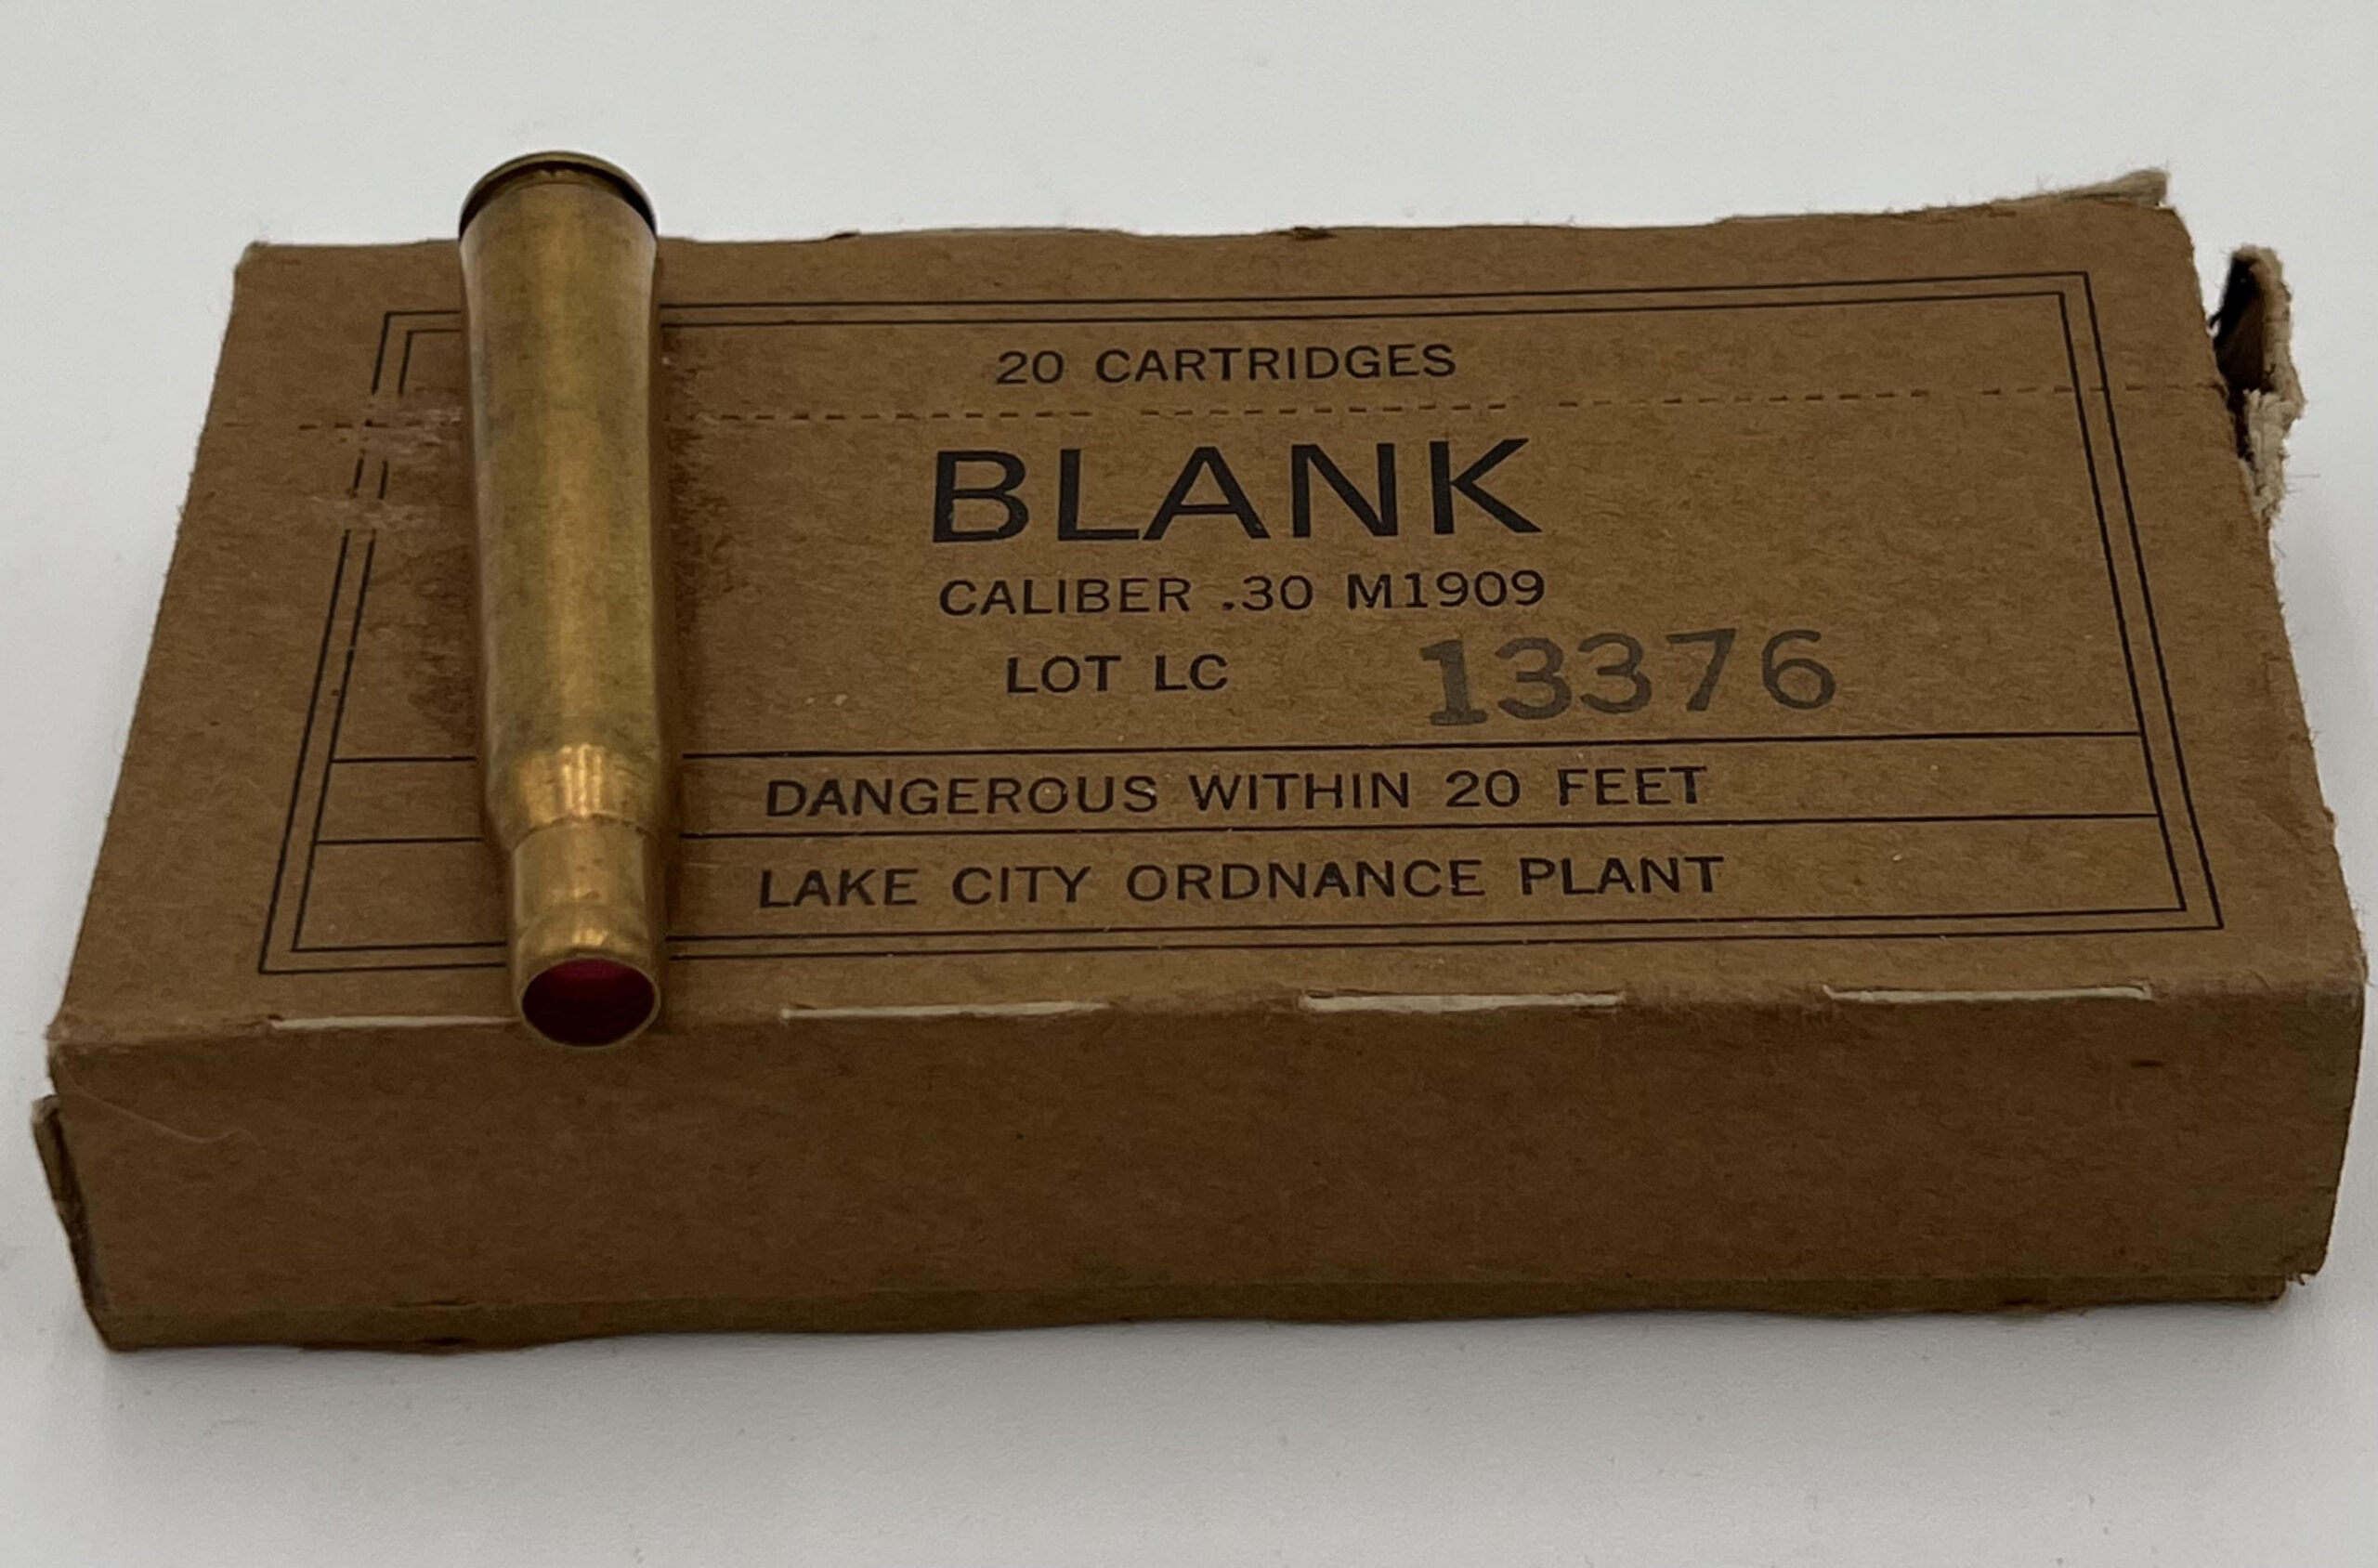 20 CARTRIDGES
BLANK
CALIBER .30 M1909
LOT LC 13376
DANGEROUS WITHIN 20 FEET
LAKE CITY ORDNANCE PLANT